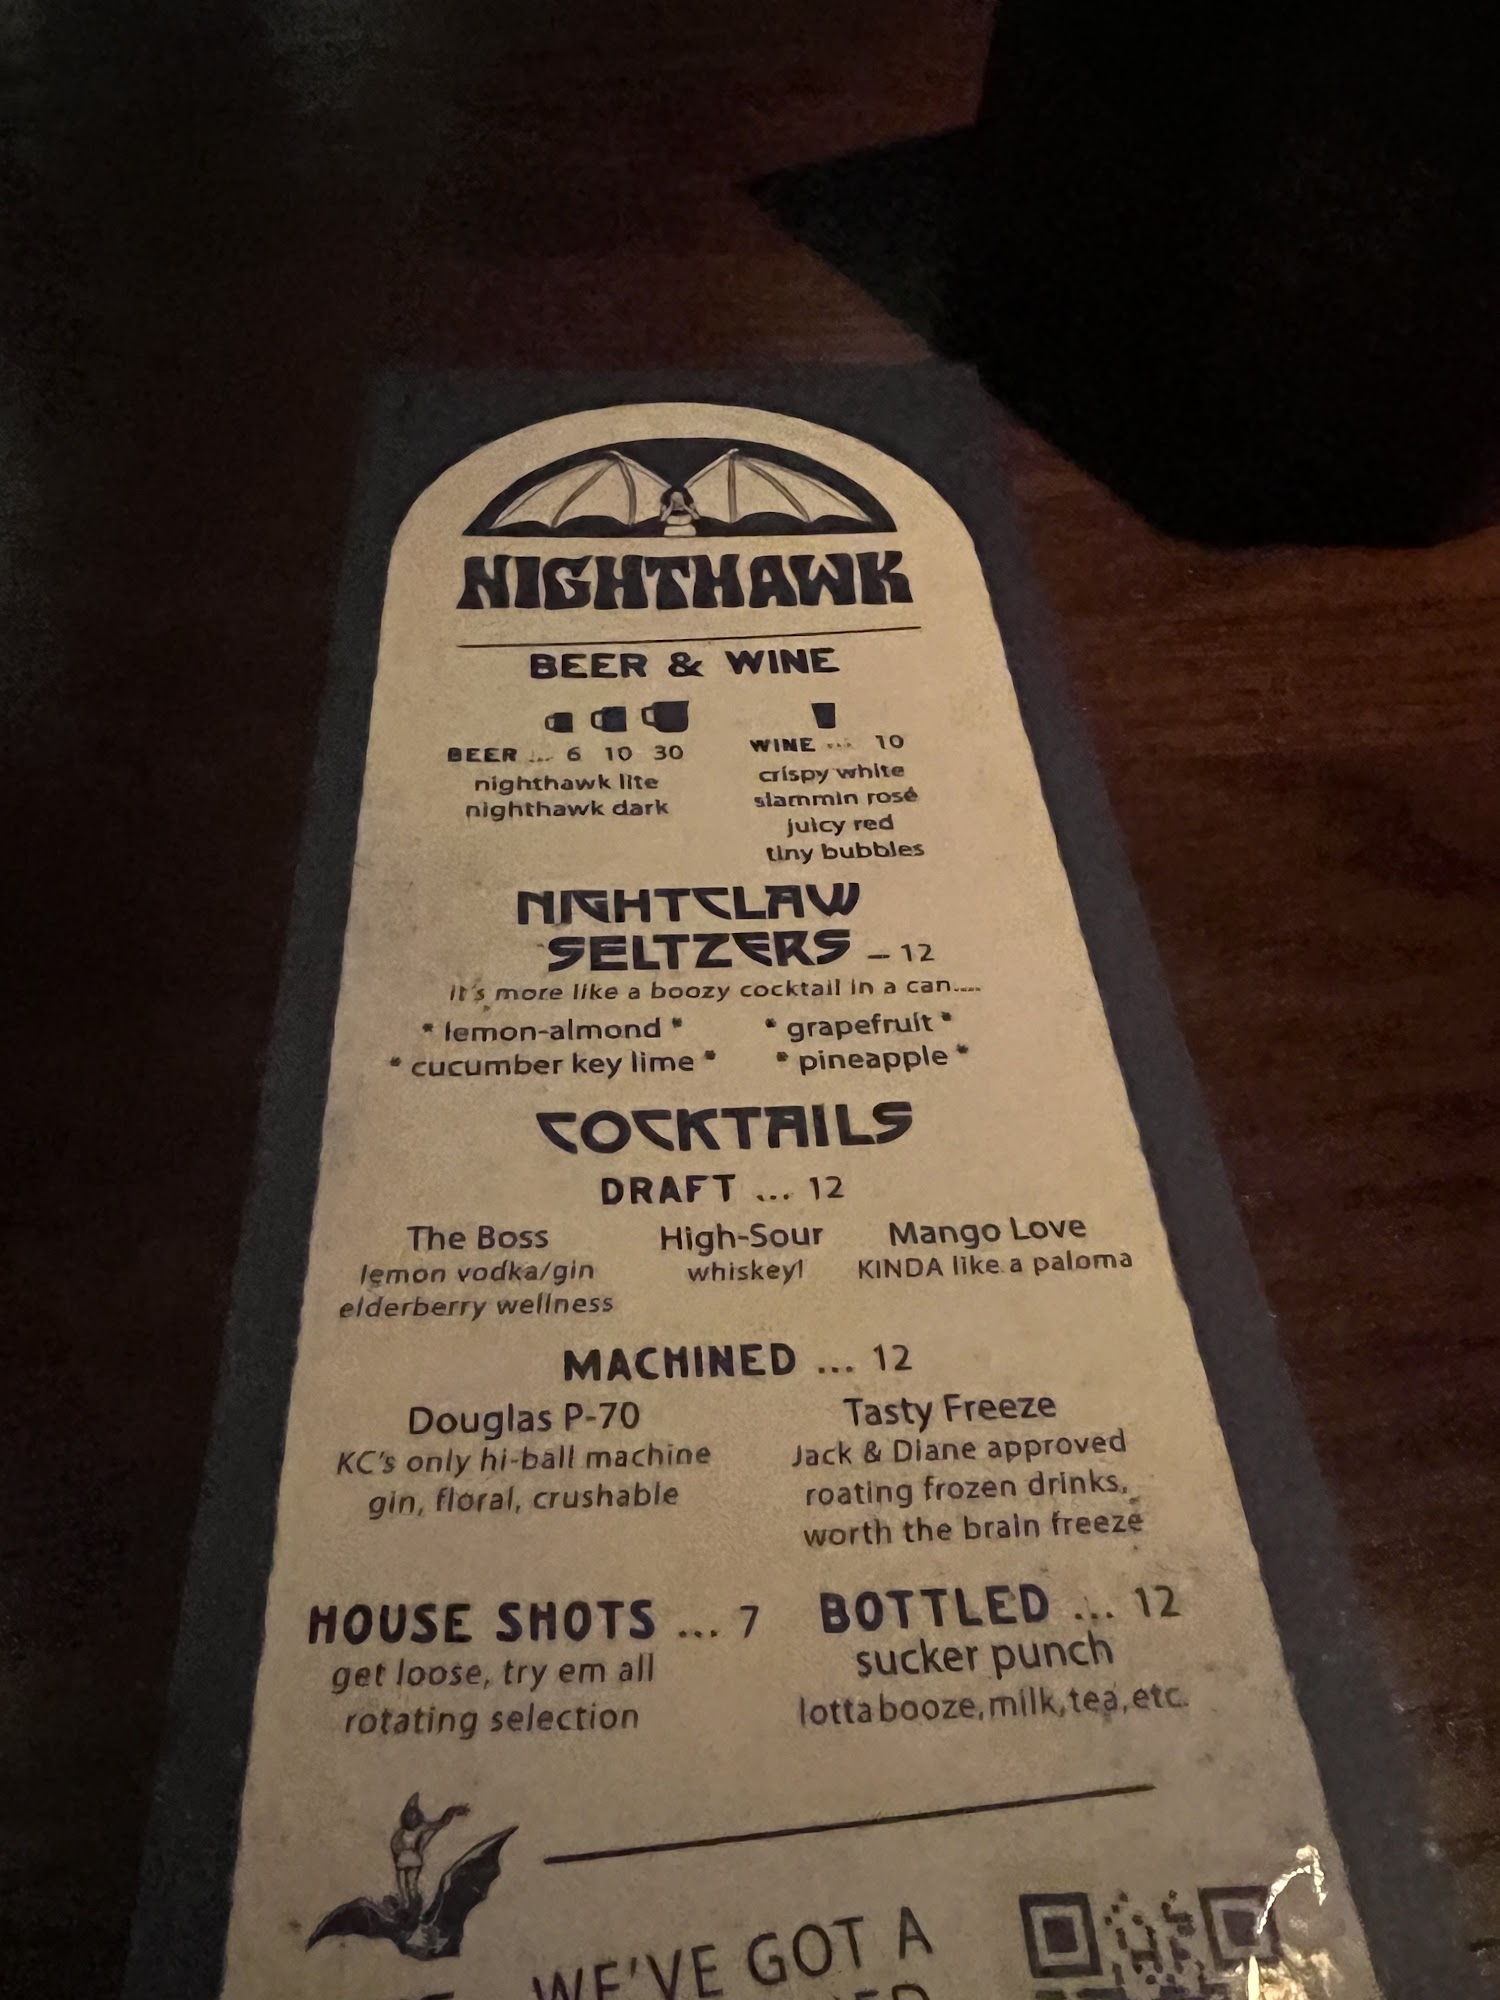 NIGHTHAWK
BEER & WINE
BEER ... 6 10 30
nighthawk lite
nighthawk dark
WINE ... 10
crispy white
slammin rosé
juicy red
tiny bubbles
NIGHTCLAW
SELTZERS – 12
it's more like a boozy cocktail in a can....
* lemon-almond * * grapefruit *
* cucumber key lime * * pineapple *
COCKTAILS
DRAFT ... 12
The Boss
lemon vodka/gin
elderberry wellness
High-Sour
whiskey!
Mango Love
KINDA like a paloma
MACHINED ... 12
Douglas P-70
KC's only hi-ball machine
gin, floral, crushable
Tasty Freeze
Jack & Diane approved
roating frozen drinks,
worth the brain freeze
HOUSE SHOTS ... 7
get loose, try em all
rotating selection
BOTTLED ... 12
sucker punch
lotta booze, milk, tea, etc.
WE'VE GOT A